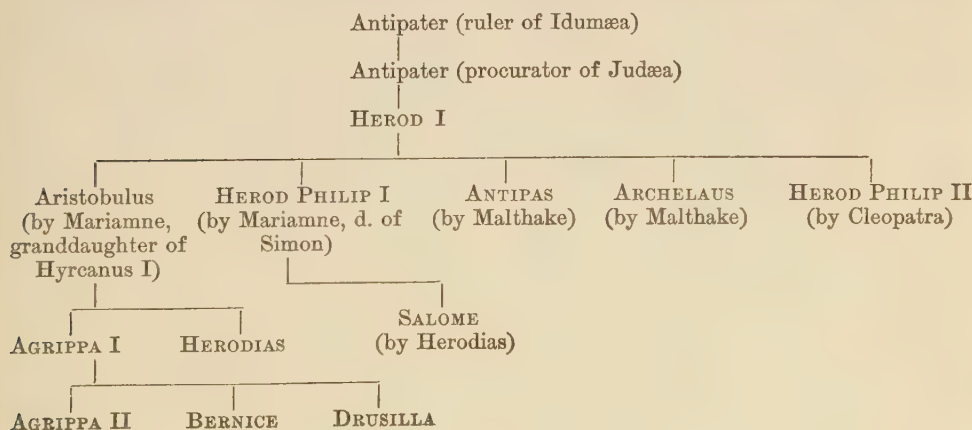 Antipater (ruler of Idumæa)
Antipater (procurator of Judæa)
HEROD I
Aristobulus
(by Mariamne,
granddaughter of
Hyrcanus I)
HEROD PHILIP I
(by Mariamne, d. of
Simon)
ANTIPAS
(by Malthake)
ARCHELAUS
(by Malthake)
HEROD PHILIP II
(by Cleopatra)
SALOME
(by Herodias)
AGRIPPA I
HERODIAS
AGRIPPA II
BERNICE
DRUSILLA